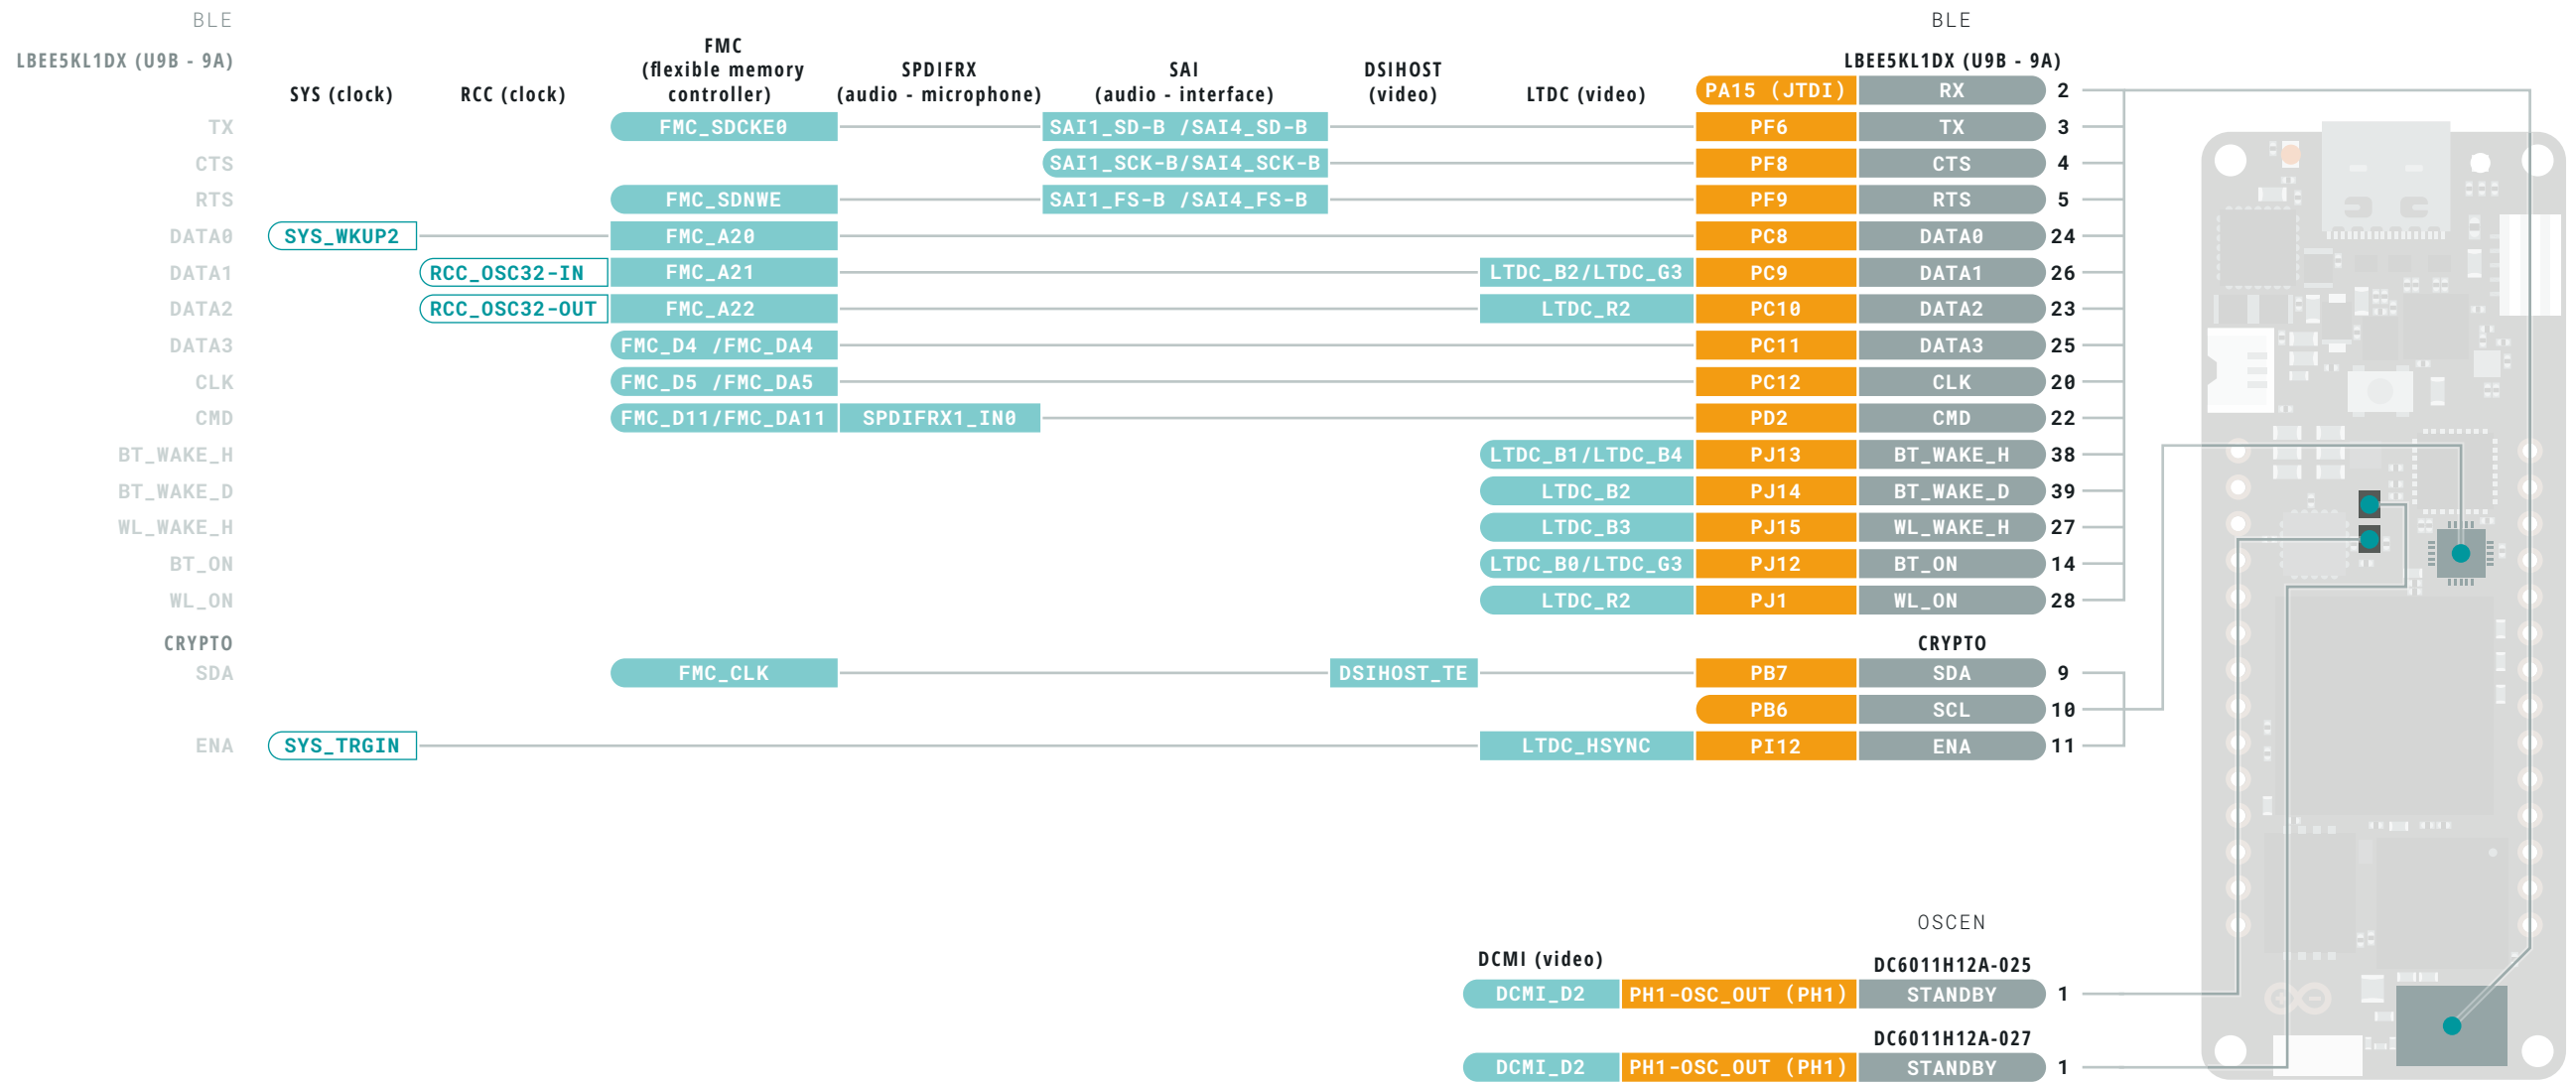 BLE
BLE
LBEE5KL1DX (U9B - 9A)
LBEE5KL1DX (U9B - 9A)
SYS (clock)
RCC (clock)
FMC
(flexible memory
controller)
SPDIFRX
(audio - microphone)
SAI
(audio - interface)
DSIHOST
(video)
LTDC (video)
PA15 (JTDI) RX 2
TX FMC_SDCKE0 SAI1_SD-B /SAI4_SD-B PF6 TX 3
CTS SAI1_SCK-B/SAI4_SCK-B PF8 CTS 4
RTS FMC_SDNWE SAI1_FS-B /SAI4_FS-B PF9 RTS 5
DATA0 SYS_WKUP2 FMC_A20 PC8 DATA0 24
DATA1 RCC_OSC32-IN FMC_A21 LTDC_B2/LTDC_G3 PC9 DATA1 26
DATA2 RCC_OSC32-OUT FMC_A22 LTDC_R2 PC10 DATA2 23
DATA3 FMC_D4 /FMC_DA4 PC11 DATA3 25
CLK FMC_D5 /FMC_DA5 PC12 CLK 20
CMD FMC_D11/FMC_DA11 SPDIFRX1_IN0 PD2 CMD 22
BT_WAKE_H LTDC_B1/LTDC_B4 PJ13 BT_WAKE_H 38
BT_WAKE_D LTDC_B2 PJ14 BT_WAKE_D 39
WL_WAKE_H LTDC_B3 PJ15 WL_WAKE_H 27
BT_ON LTDC_B0/LTDC_G3 PJ12 BT_ON 14
WL_ON LTDC_R2 PJ1 WL_ON 28
CRYPTO CRYPTO
SDA FMC_CLK DSIHOST_TE PB7 SDA 9
PB6 SCL 10
ENA SYS_TRGIN LTDC_HSYNC PI12 ENA 11
OSCEN
DCMI (video) DC6011H12A-025
DCMI_D2 PH1-OSC_OUT (PH1) STANDBY 1
DC6011H12A-027
DCMI_D2 PH1-OSC_OUT (PH1) STANDBY 1